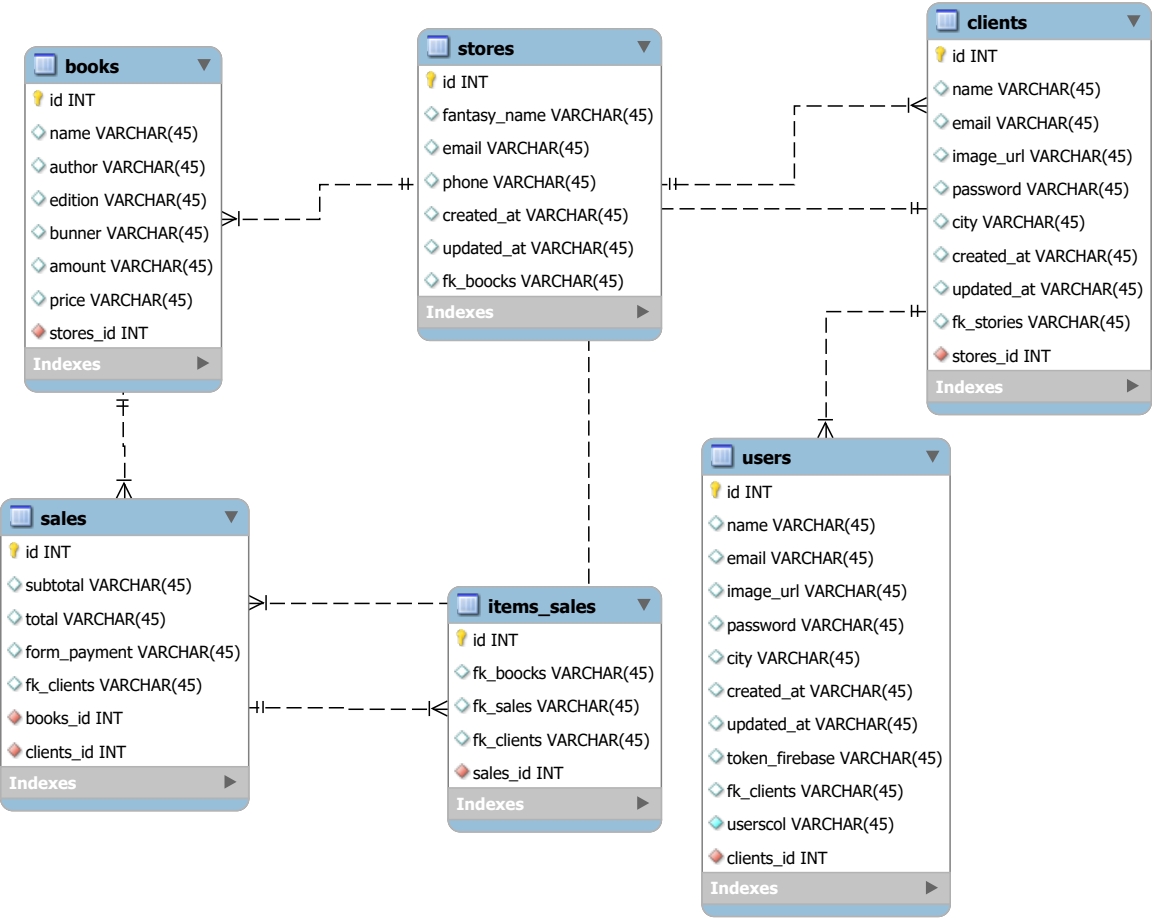 books
id INT
name VARCHAR(45)
author VARCHAR(45)
edition VARCHAR(45)
bunner VARCHAR(45)
amount VARCHAR(45)
price VARCHAR(45)
stores_id INT
Indexes
stores
id INT
fantasy_name VARCHAR(45)
email VARCHAR(45)
phone VARCHAR(45)
created_at VARCHAR(45)
updated_at VARCHAR(45)
fk_boocks VARCHAR(45)
Indexes
clients
id INT
name VARCHAR(45)
email VARCHAR(45)
image_url VARCHAR(45)
password VARCHAR(45)
city VARCHAR(45)
created_at VARCHAR(45)
updated_at VARCHAR(45)
fk_stories VARCHAR(45)
stores_id INT
Indexes
sales
id INT
subtotal VARCHAR(45)
total VARCHAR(45)
form_payment VARCHAR(45)
fk_clients VARCHAR(45)
books_id INT
clients_id INT
Indexes
items_sales
id INT
fk_boocks VARCHAR(45)
fk_sales VARCHAR(45)
fk_clients VARCHAR(45)
sales_id INT
Indexes
users
id INT
name VARCHAR(45)
email VARCHAR(45)
image_url VARCHAR(45)
password VARCHAR(45)
city VARCHAR(45)
created_at VARCHAR(45)
updated_at VARCHAR(45)
token_firebase VARCHAR(45)
fk_clients VARCHAR(45)
userscol VARCHAR(45)
clients_id INT
Indexes